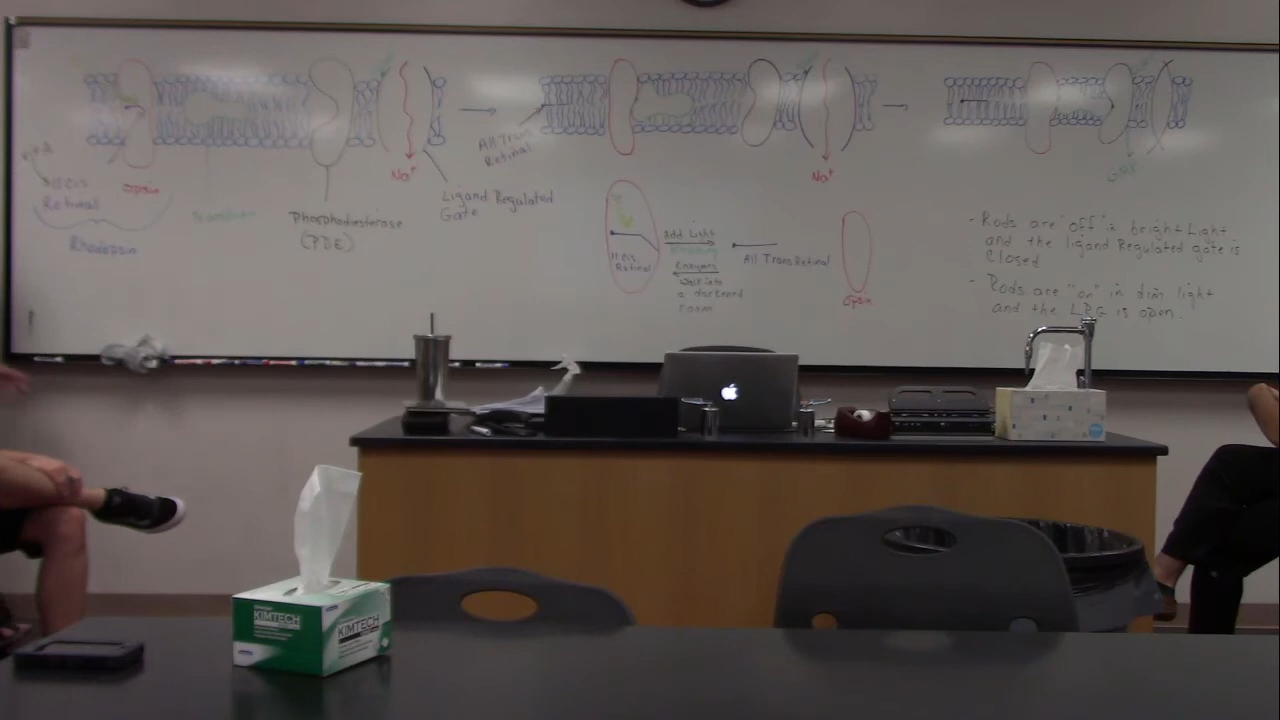 11 cis
Retinal
opsin
Rhodopsin
Transducin
Phosphodiesterase
(PDE)
Na+
Ligand Regulated
Gate
All Trans
Retinal
Na+
11 cis
Retinal
Add Light
Enzymes
a darkened
room
All Trans Retinal
Opsin
GMP
- Rods are "off" in bright Light
and the ligand Regulated gate is
Closed
- Rods are "on" in dim light
and the LRG is open.
KIMTECH
KIMTECH